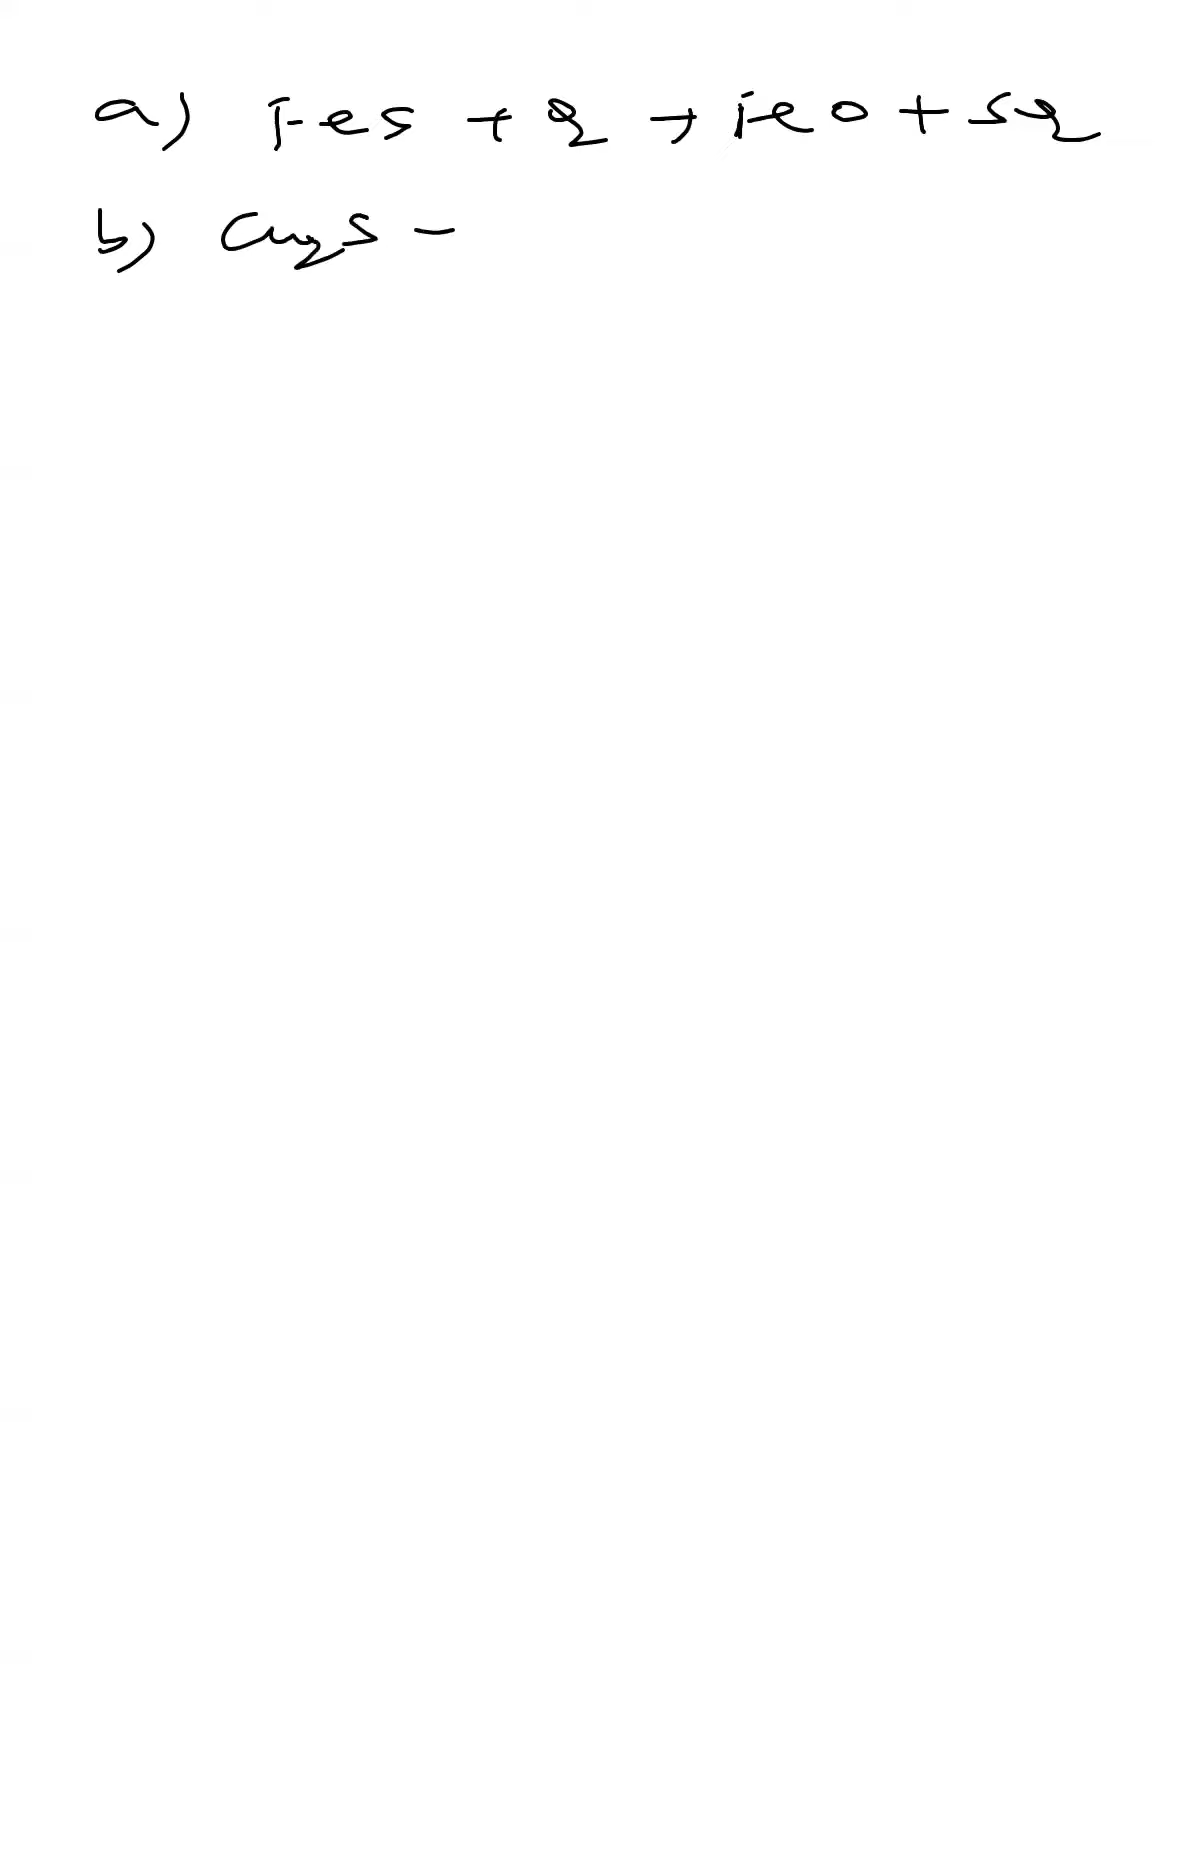 a) FeS + O₂ → FeO + SO₂
b) Cu₂S –